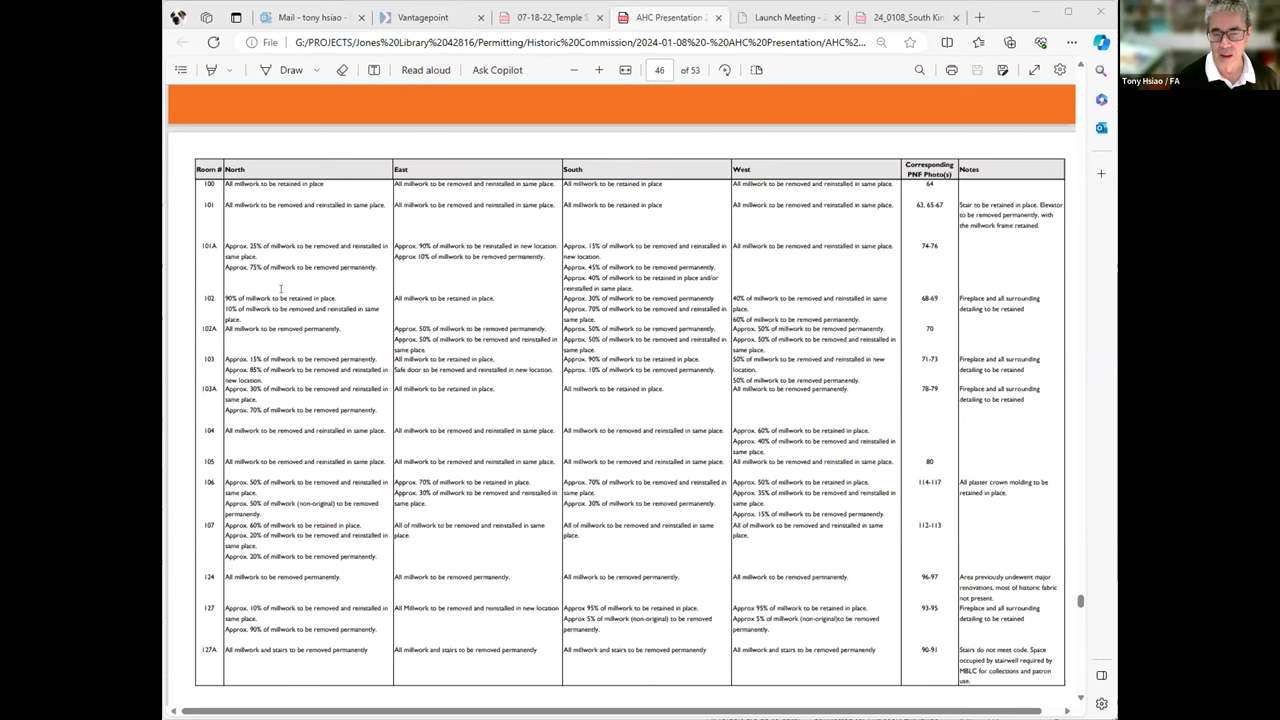 Mail - tony hsiao -
Vantagepoint
07-18-22_Temple S
AHC Presentation 2
Launch Meeting - Z
24_0108_South Kin
File
G:/PROJECTS/Jones%20Library%2042816/Permitting/Historic%20Commission/2024-01-08%20-%20AHC%20Presentation/AHC%...
Draw
Read aloud
Ask Copilot
46 of 53
Tony Hsiao / FA
Room # North East South West Corresponding PNF Photo(s) Notes
100 All millwork to be retained in place All millwork to be removed and reinstalled in same place. All millwork to be retained in place All millwork to be removed and reinstalled in same place. 64
101 All millwork to be removed and reinstalled in same place. All millwork to be removed and reinstalled in same place. All millwork to be retained in place All millwork to be removed and reinstalled in same place. 63, 65-67 Stair to be retained in place. Elevator
to be removed permanently, with
the millwork frame retained.
101A Approx. 25% of millwork to be removed and reinstalled in Approx. 90% of millwork to be reinstalled in new location. Approx. 15% of millwork to be removed and reinstalled in All millwork to be removed and reinstalled in same place. 74-76
same place. Approx 10% of millwork to be removed permanently. new location.
Approx. 75% of millwork to be removed permanently. Approx. 45% of millwork to be removed permanently.
Approx. 40% of millwork to be retained in place and/or
reinstalled in same place.
102 90% of millwork to be retained in place. All millwork to be retained in place. Approx. 30% of millwork to be removed permanently 40% of millwork to be removed and reinstalled in same 68-69 Fireplace and all surrounding
10% of millwork to be removed and reinstalled in same Approx. 70% of millwork to be removed and reinstalled in place. detailing to be retained
place. same place. 60% of millwork to be removed permanently.
102A All millwork to be removed permanently. Approx. 50% of millwork to be removed permanently. Approx. 50% of millwork to be removed permanently. Approx. 50% of millwork to be removed permanently. 70
Approx. 50% of millwork to be removed and reinstalled in Approx. 50% of millwork to be removed and reinstalled in Approx. 50% of millwork to be removed and reinstalled in
same place. same place. same place.
103 Approx. 15% of millwork to be removed permanently. All millwork to be retained in place. Approx. 90% of millwork to be retained in place. 50% of millwork to be removed and reinstalled in new 71-73 Fireplace and all surrounding
Approx. 85% of millwork to be removed and reinstalled in Safe door to be removed and reinstalled in new location. Approx. 10% of millwork to be removed permanently. location. detailing to be retained
new location. 50% of millwork to be removed permanently.
103A Approx. 30% of millwork to be removed and reinstalled in All millwork to be retained in place. All millwork to be retained in place. All millwork to be removed permanently. 78-79 Fireplace and all surrounding
same place. detailing to be retained
Approx. 70% of millwork to be removed permanently.
104 All millwork to be removed and reinstalled in same place. All millwork to be removed and reinstalled in same place. All millwork to be removed and reinstalled in same place. Approx. 60% of millwork to be retained in place.
Approx. 40% of millwork to be removed and reinstalled in
same place.
105 All millwork to be removed and reinstalled in same place. All millwork to be removed and reinstalled in same place. All millwork to be removed and reinstalled in same place. All millwork to be removed and reinstalled in same place. 80
106 Approx. 50% of millwork to be removed and reinstalled in Approx. 70% of millwork to be retained in place. Approx. 70% of millwork to be removed and reinstalled in Approx. 50% of millwork to be retained in place. 114-117 All plaster crown molding to be
same place. Approx. 30% of millwork to be removed and reinstalled in same place. Approx. 35% of millwork to be removed and reinstalled in retained in place.
Approx. 50% of millwork (non-original) to be removed same place. Approx. 30% of millwork to be removed permanently. same place.
permanently. Approx. 15% of millwork to be removed permanently.
107 Approx. 60% of millwork to be retained in place. All of millwork to be removed and reinstalled in same All of millwork to be removed and reinstalled in same All of millwork to be removed and reinstalled in same 112-113
Approx. 20% of millwork to be removed and reinstalled in place. place. place.
same place.
Approx. 20% of millwork to be removed permanently.
124 All millwork to be removed permanently. All millwork to be removed permanently. All millwork to be removed permanently. All millwork to be removed permanently. 96-97 Area previously underwent major
renovations, most of historic fabric
not present.
127 Approx. 10% of millwork to be removed and reinstalled in All Millwork to be removed and reinstalled in new location Approx 95% of millwork to be retained in place. Approx 95% of millwork to be retained in place. 93-95 Fireplace and all surrounding
same place. Approx 5% of millwork (non-original) to be removed Approx 5% of millwork (non-original)to be removed detailing to be retained
Approx. 90% of millwork to be removed permanently. permanently. permanently.
127A All millwork and stairs to be removed permanently All millwork and stairs to be removed permanently All millwork and stairs to be removed permanently All millwork and stairs to be removed permanently 90-91 Stairs do not meet code. Space
occupied by stairwell required by
MBLC for collections and patron
use.